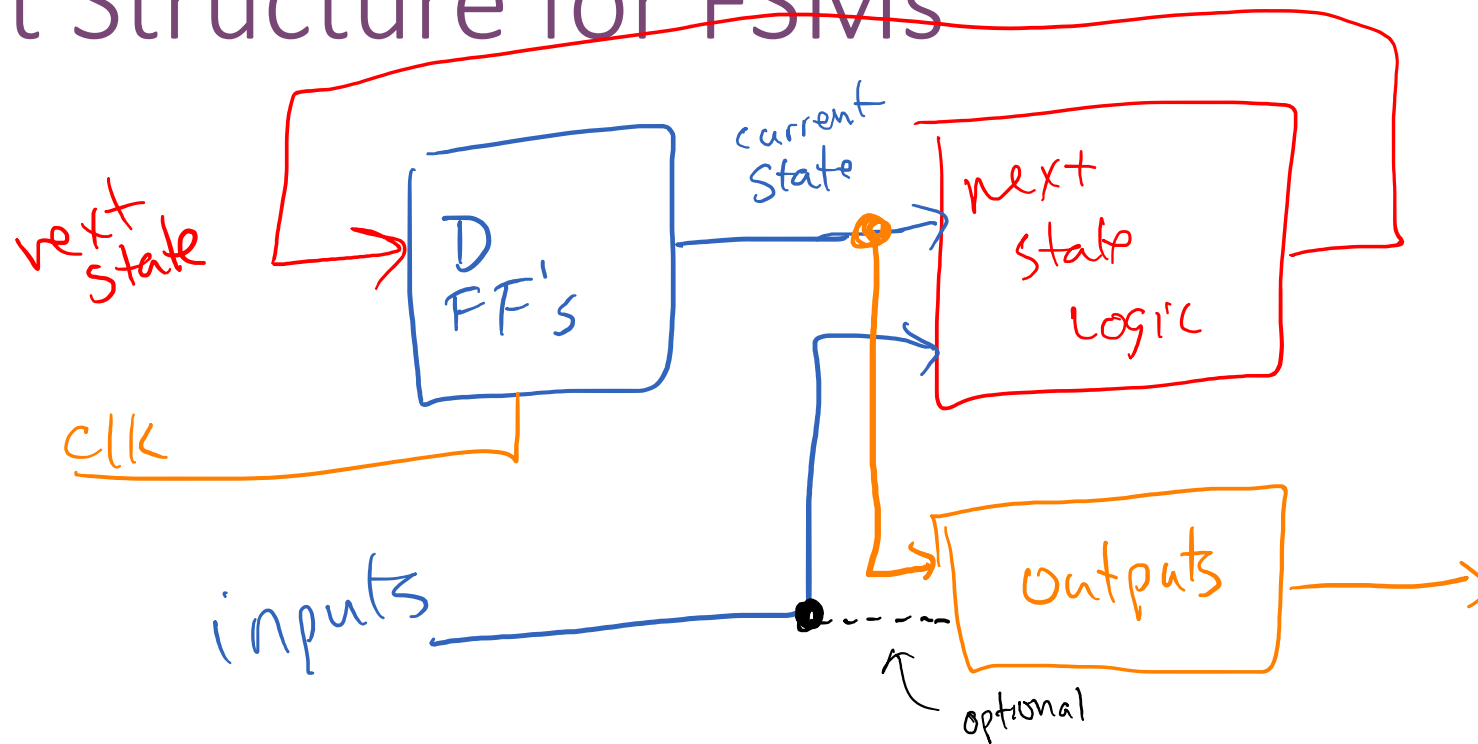 t Structure for FSMs
current
state
next
state
D
FF's
next
state
Logic
clk
inputs
outputs
optional